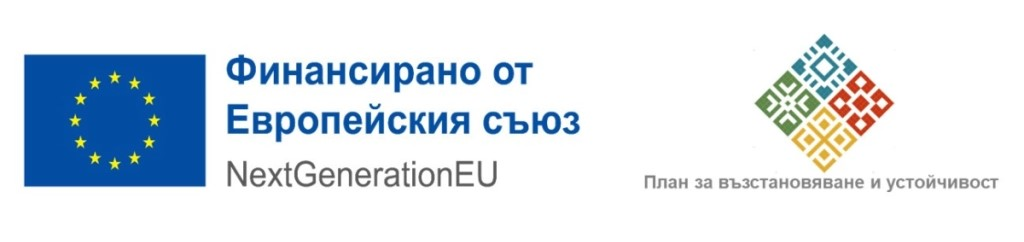 Финансирано от
Европейския съюз
NextGenerationEU
План за възстановяване и устойчивост